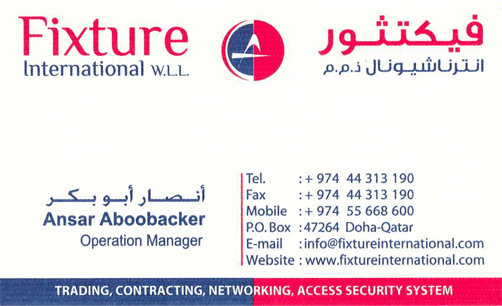 Fixture
International W.L.L.
فيكتثور
انترناشيونال ذ.م.م
أنصار أبو بكر
Ansar Aboobacker
Operation Manager
Tel. : + 974 44 313 190
Fax : + 974 44 313 190
Mobile : + 974 55 668 600
P.O. Box : 47264 Doha-Qatar
E-mail : info@fixtureinternational.com
Website : www.fixtureinternational.com
TRADING, CONTRACTING, NETWORKING, ACCESS SECURITY SYSTEM